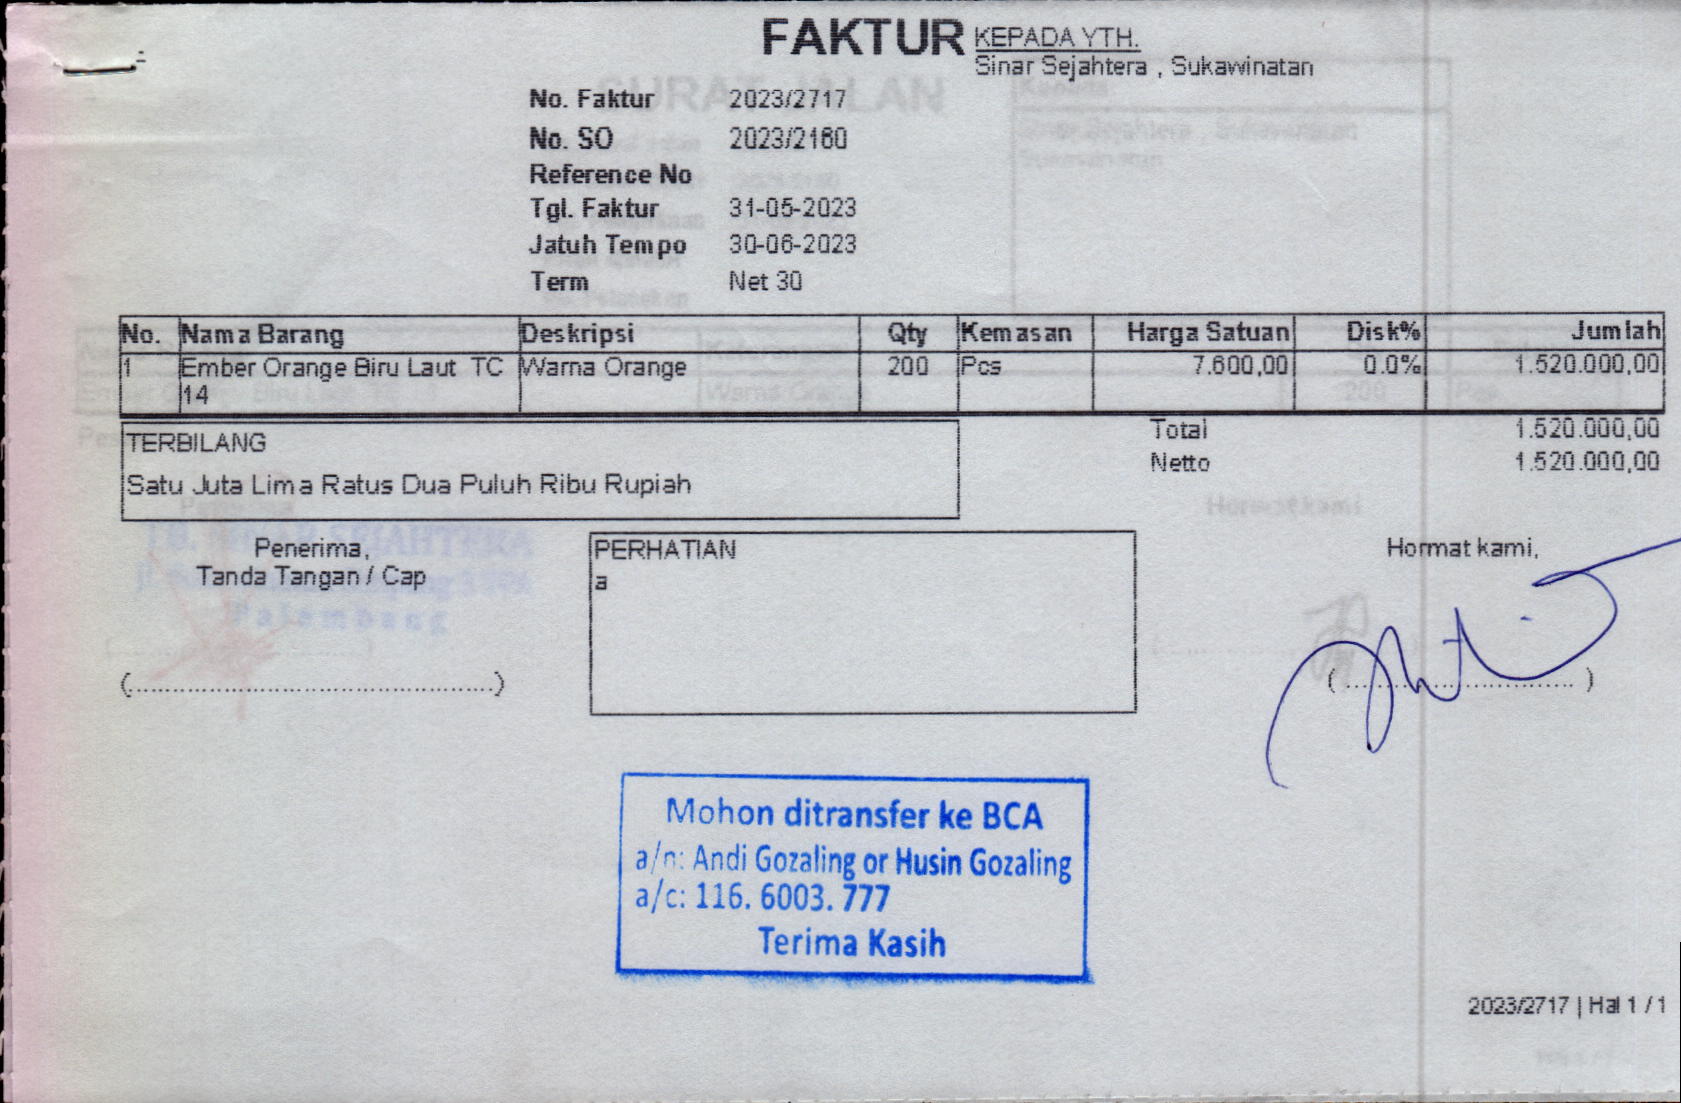 FAKTUR
KEPADA YTH.
Sinar Sejahtera , Sukawinatan
No. Faktur 2023/2717
No. SO 2023/2160
Reference No
Tgl. Faktur 31-05-2023
Jatuh Tempo 30-06-2023
Term Net 30
No. Nama Barang Deskripsi Qty Kemasan Harga Satuan Disk% Jumlah
1 Ember Orange Biru Laut TC Warna Orange 200 Pcs 7.600,00 0.0% 1.520.000,00
14
Total 1.520.000,00
Netto 1.520.000,00
TERBILANG
Satu Juta Lima Ratus Dua Puluh Ribu Rupiah
Penerima,
Tanda Tangan / Cap
(..............................................)
PERHATIAN
a
Hormat kami,
(..............................)
Mohon ditransfer ke BCA
a/n: Andi Gozaling or Husin Gozaling
a/c: 116. 6003. 777
Terima Kasih
2023/2717 | Hal 1 / 1